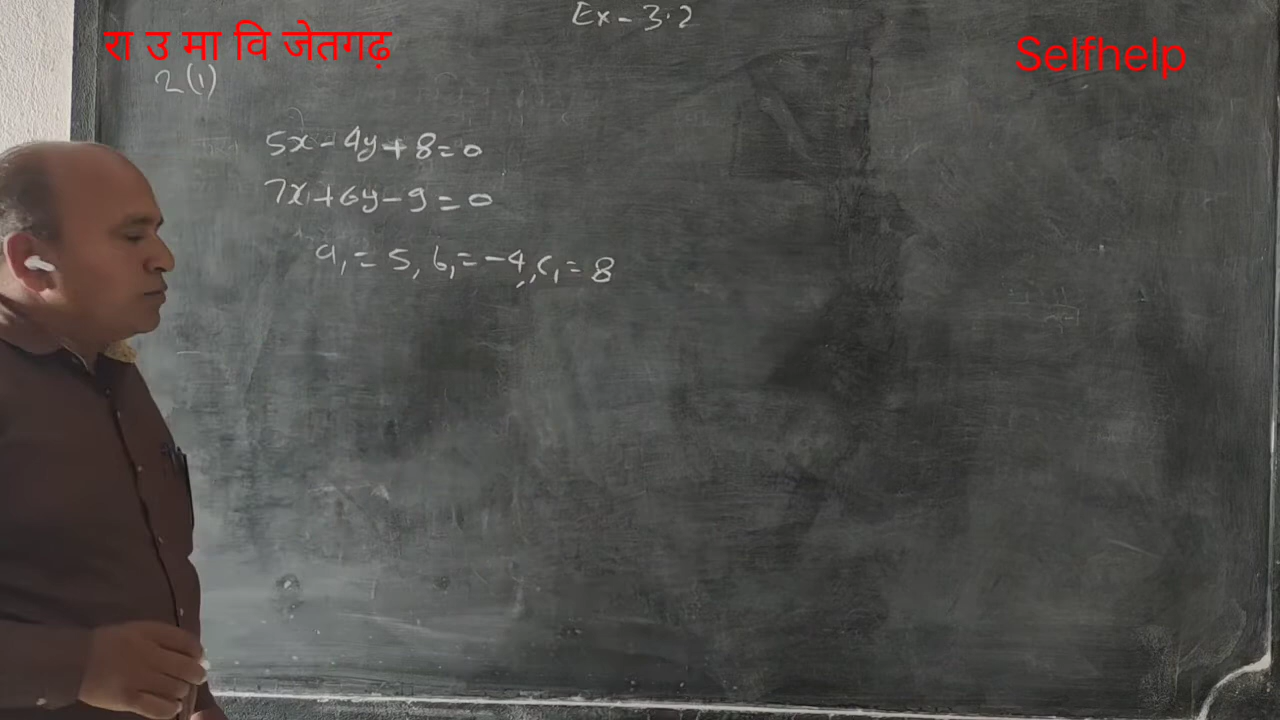 Ex-3.2
रा उ मा वि जेतगढ़
Selfhelp
2(1)
5x-4y+8=0
7x+6y-9=0
a₁=5, b₁=-4, c₁=8